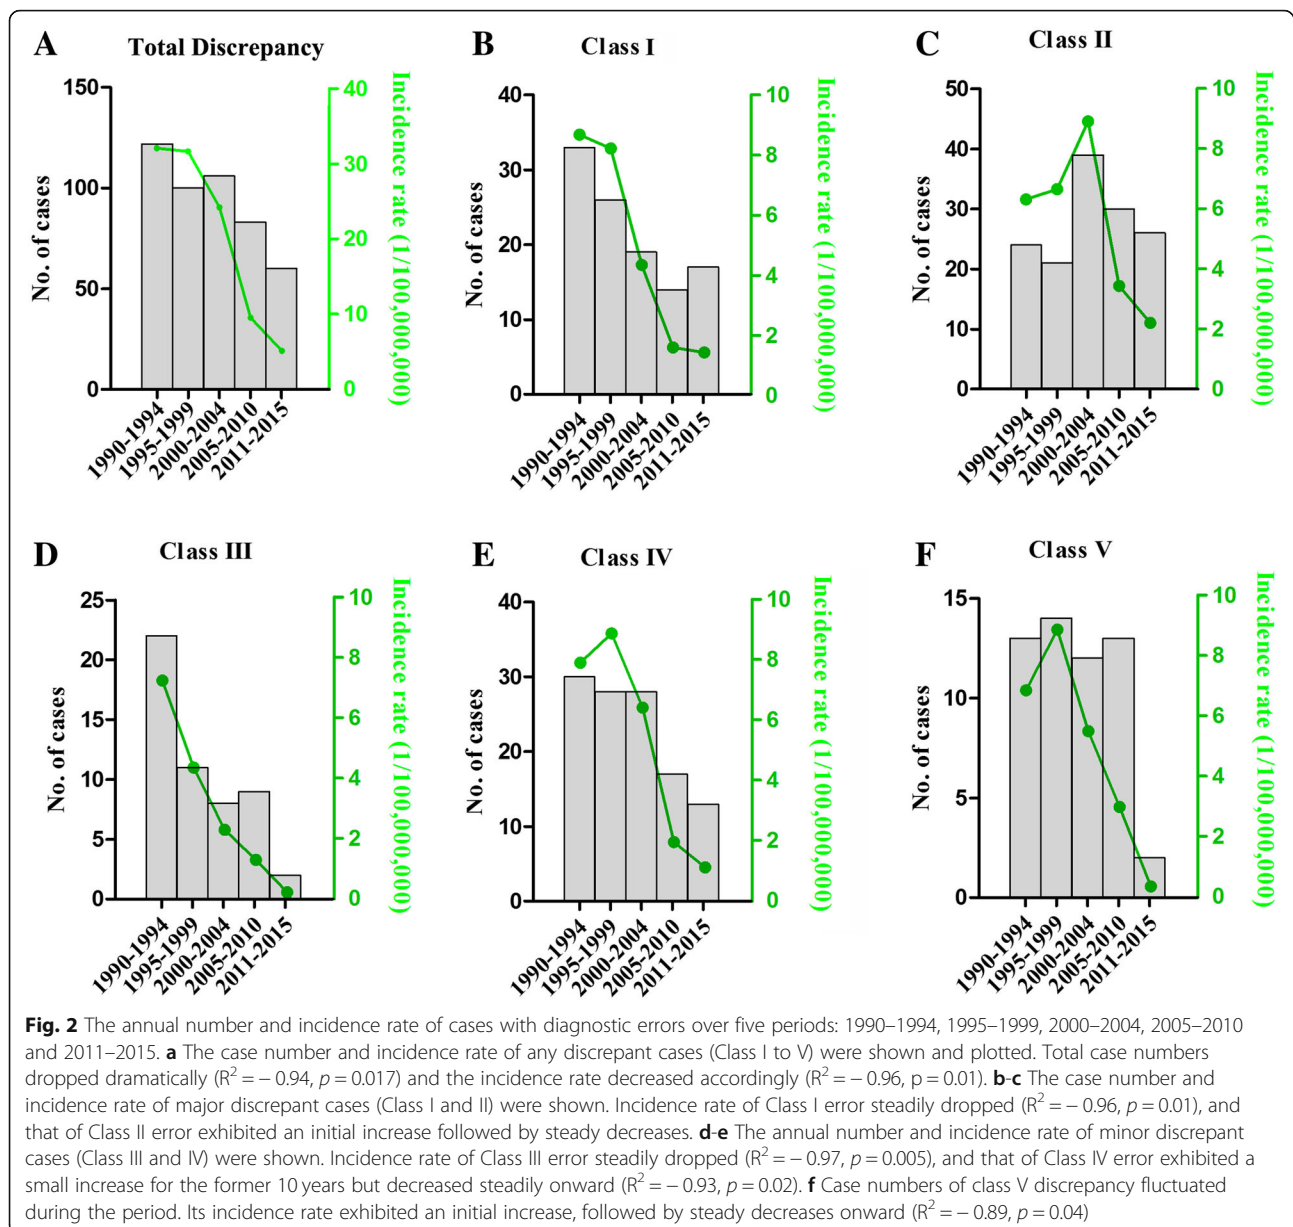 A
Total Discrepancy
No. of cases
150
100
50
0
40
30
20
10
0
Incidence rate (1/100,000,000)
1990-1994
1995-1999
2000-2004
2005-2010
2011-2015
B
Class I
No. of cases
40
30
20
10
0
10
8
6
4
2
0
Incidence rate (1/100,000,000)
1990-1994
1995-1999
2000-2004
2005-2010
2011-2015
C
Class II
No. of cases
50
40
30
20
10
0
10
8
6
4
2
0
Incidence rate (1/100,000,000)
1990-1994
1995-1999
2000-2004
2005-2010
2011-2015
D
Class III
No. of cases
25
20
15
10
5
0
10
8
6
4
2
0
Incidence rate (1/100,000,000)
1990-1994
1995-1999
2000-2004
2005-2010
2011-2015
E
Class IV
No. of cases
40
30
20
10
0
10
8
6
4
2
0
Incidence rate (1/100,000,000)
1990-1994
1995-1999
2000-2004
2005-2010
2011-2015
F
Class V
No. of cases
15
10
5
0
10
8
6
4
2
0
Incidence rate (1/100,000,000)
1990-1994
1995-1999
2000-2004
2005-2010
2011-2015
Fig. 2 The annual number and incidence rate of cases with diagnostic errors over five periods: 1990–1994, 1995–1999, 2000–2004, 2005–2010
and 2011–2015. a The case number and incidence rate of any discrepant cases (Class I to V) were shown and plotted. Total case numbers
dropped dramatically (R² = − 0.94, p = 0.017) and the incidence rate decreased accordingly (R² = − 0.96, p = 0.01). b-c The case number and
incidence rate of major discrepant cases (Class I and II) were shown. Incidence rate of Class I error steadily dropped (R² = − 0.96, p = 0.01), and
that of Class II error exhibited an initial increase followed by steady decreases. d-e The annual number and incidence rate of minor discrepant
cases (Class III and IV) were shown. Incidence rate of Class III error steadily dropped (R² = − 0.97, p = 0.005), and that of Class IV error exhibited a
small increase for the former 10 years but decreased steadily onward (R² = − 0.93, p = 0.02). f Case numbers of class V discrepancy fluctuated
during the period. Its incidence rate exhibited an initial increase, followed by steady decreases onward (R² = − 0.89, p = 0.04)